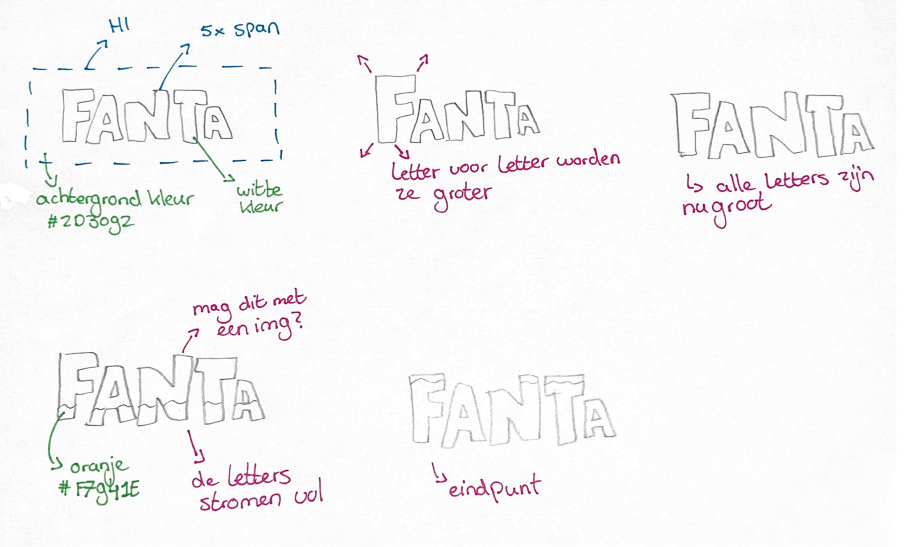 H1
5x span
FANTA
achtergrond kleur
#2D3092
witte
kleur
FANTA
letter voor letter worden
ze groter
FANTA
↳ alle letters zijn
nu groot
mag dit met
een img?
FANTA
oranje
#F7941E
de letters
stromen vol
FANTA
eindpunt